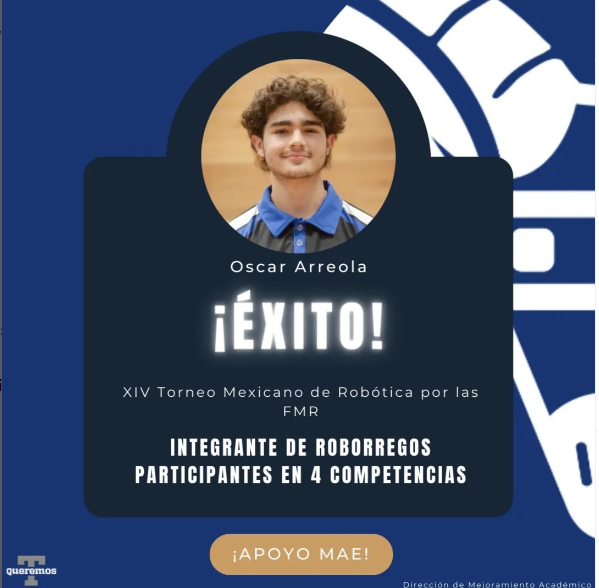 Oscar Arreola
¡ÉXITO!
XIV Torneo Mexicano de Robótica por las
FMR
INTEGRANTE DE ROBORREGOS
PARTICIPANTES EN 4 COMPETENCIAS
¡APOYO MAE!
T
queremos
Dirección de Mejoramiento Académico